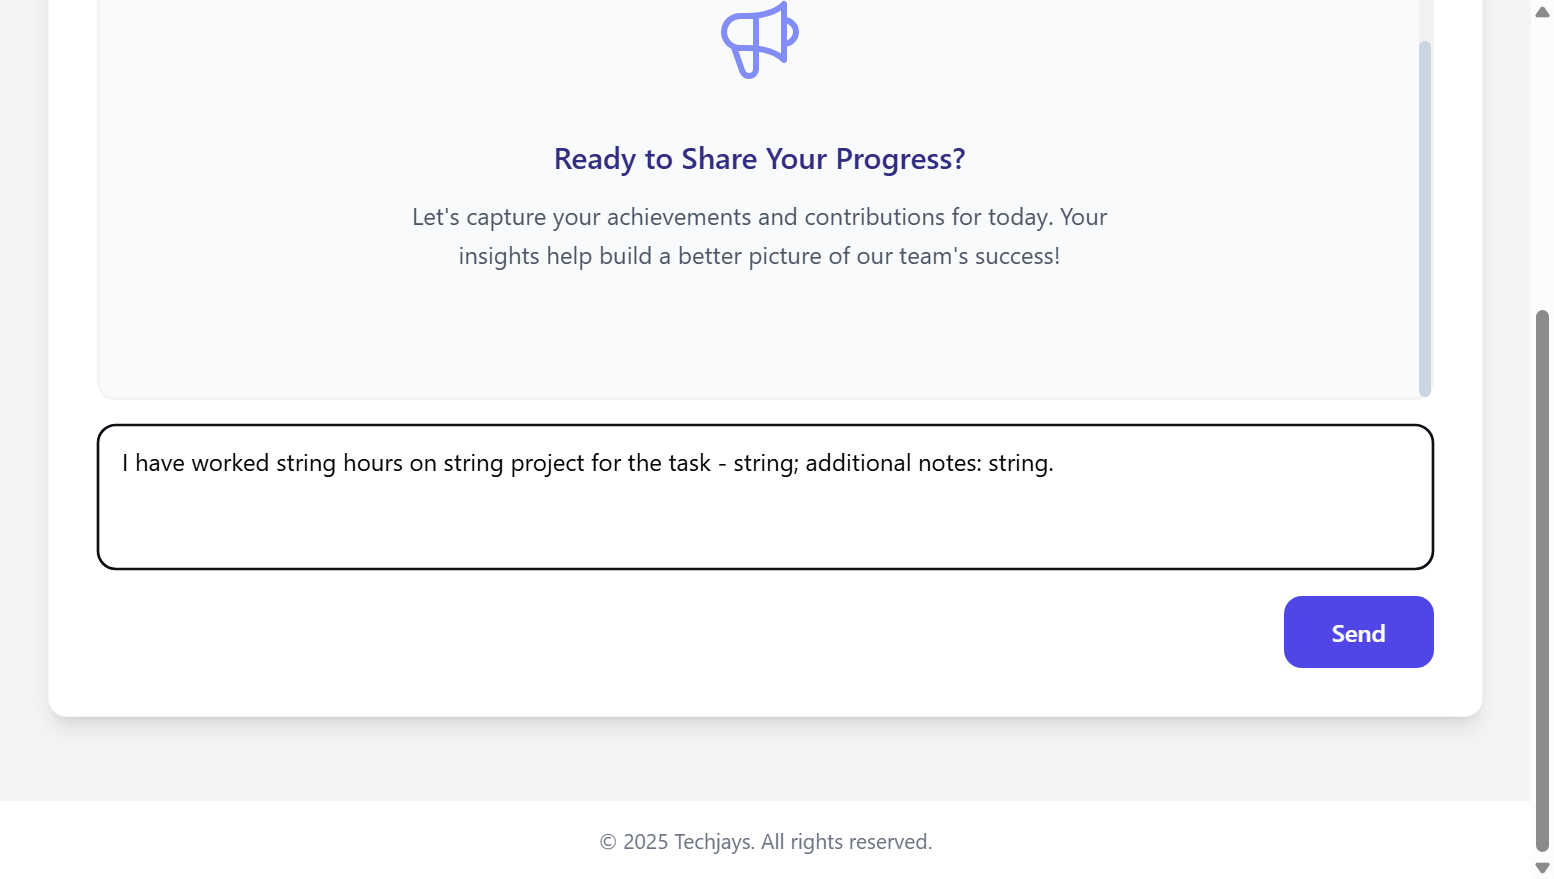 Ready to Share Your Progress?
Let's capture your achievements and contributions for today. Your
insights help build a better picture of our team's success!
I have worked string hours on string project for the task - string; additional notes: string.
Send
© 2025 Techjays. All rights reserved.